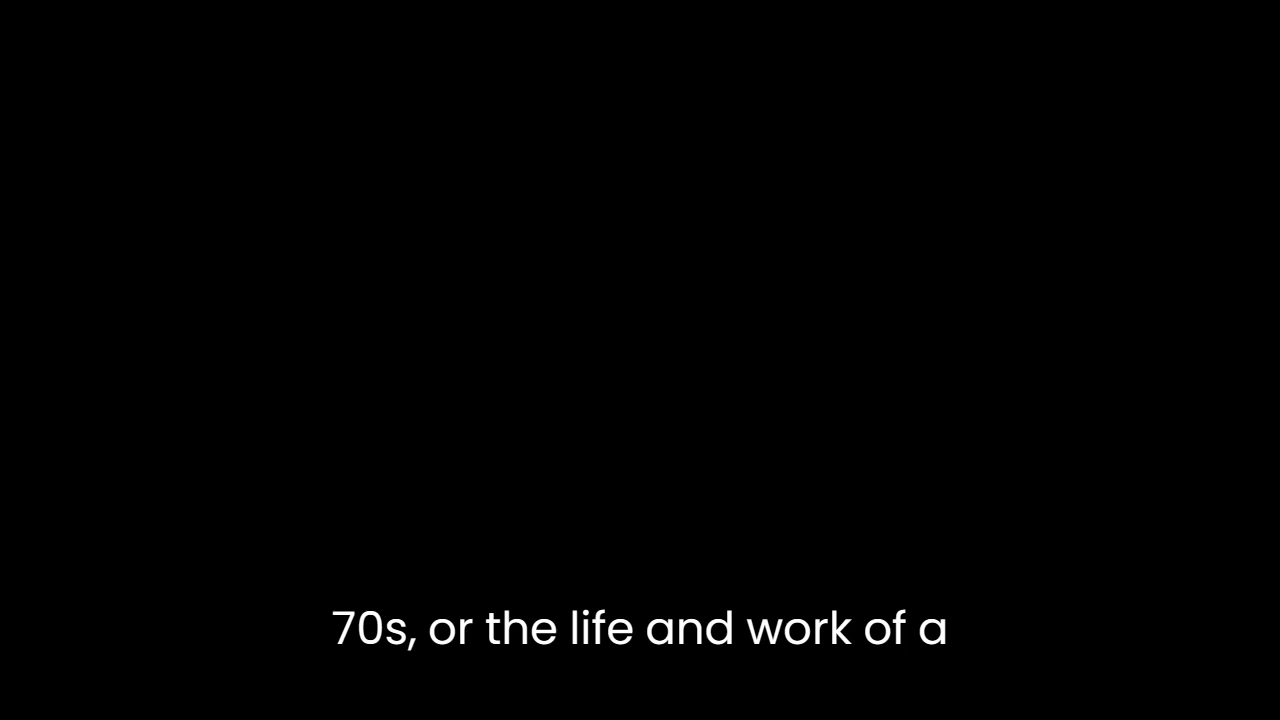 70s, or the life and work of a